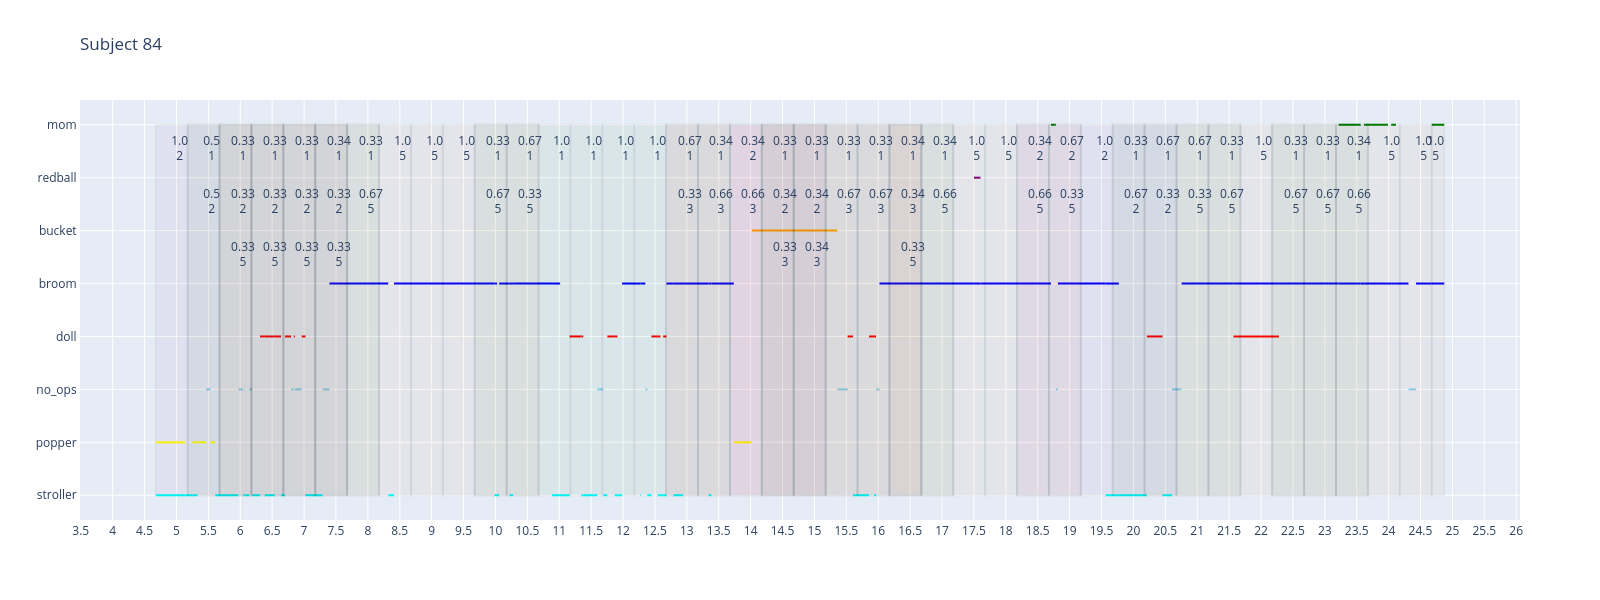 Subject 84
mom
1.0 0.5 0.33 0.33 0.33 0.34 0.33 1.0 1.0 1.0 0.33 0.67 1.0 1.0 1.0 1.0 0.67 0.34 0.34 0.33 0.33 0.33 0.33 0.34 0.34 1.0 1.0 0.34 0.67 1.0 0.33 0.67 0.67 0.33 1.0 0.33 0.33 0.34 1.0 1.0 1.0
2 1 1 1 1 1 1 5 5 5 1 1 1 1 1 1 1 1 2 1 1 1 1 1 1 5 5 2 2 2 1 1 1 1 5 1 1 1 5 5 5
redball
0.5 0.33 0.33 0.33 0.33 0.67 0.67 0.33 0.33 0.66 0.66 0.34 0.34 0.67 0.67 0.34 0.66 0.66 0.33 0.67 0.33 0.33 0.67 0.67 0.67 0.66
2 2 2 2 2 5 5 5 3 3 3 2 2 3 3 3 5 5 5 2 2 5 5 5 5 5
bucket
0.33 0.33 0.33 0.33 0.33 0.34 0.33
5 5 5 5 3 3 5
broom
doll
no_ops
popper
stroller
3.5 4 4.5 5 5.5 6 6.5 7 7.5 8 8.5 9 9.5 10 10.5 11 11.5 12 12.5 13 13.5 14 14.5 15 15.5 16 16.5 17 17.5 18 18.5 19 19.5 20 20.5 21 21.5 22 22.5 23 23.5 24 24.5 25 25.5 26